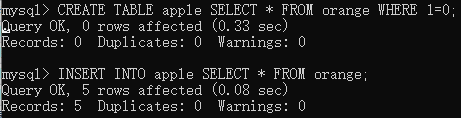 mysql> CREATE TABLE apple SELECT * FROM orange WHERE 1=0;
Query OK, 0 rows affected (0.33 sec)
Records: 0  Duplicates: 0  Warnings: 0
mysql> INSERT INTO apple SELECT * FROM orange;
Query OK, 5 rows affected (0.08 sec)
Records: 5  Duplicates: 0  Warnings: 0